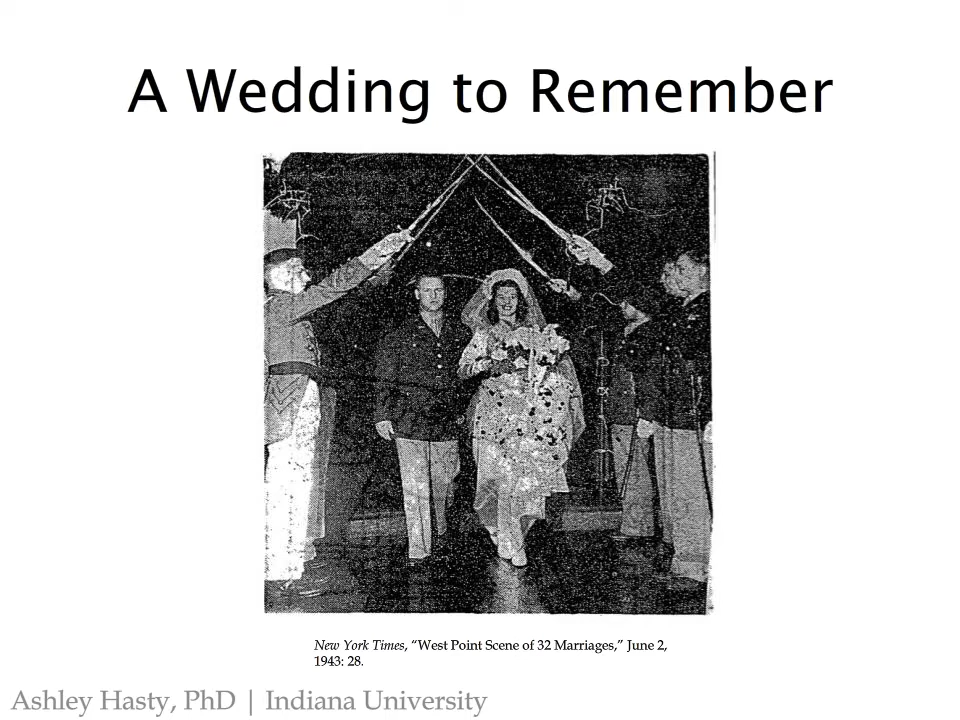 A Wedding to Remember
New York Times, “West Point Scene of 32 Marriages,” June 2,
1943: 28.
Ashley Hasty, PhD | Indiana University